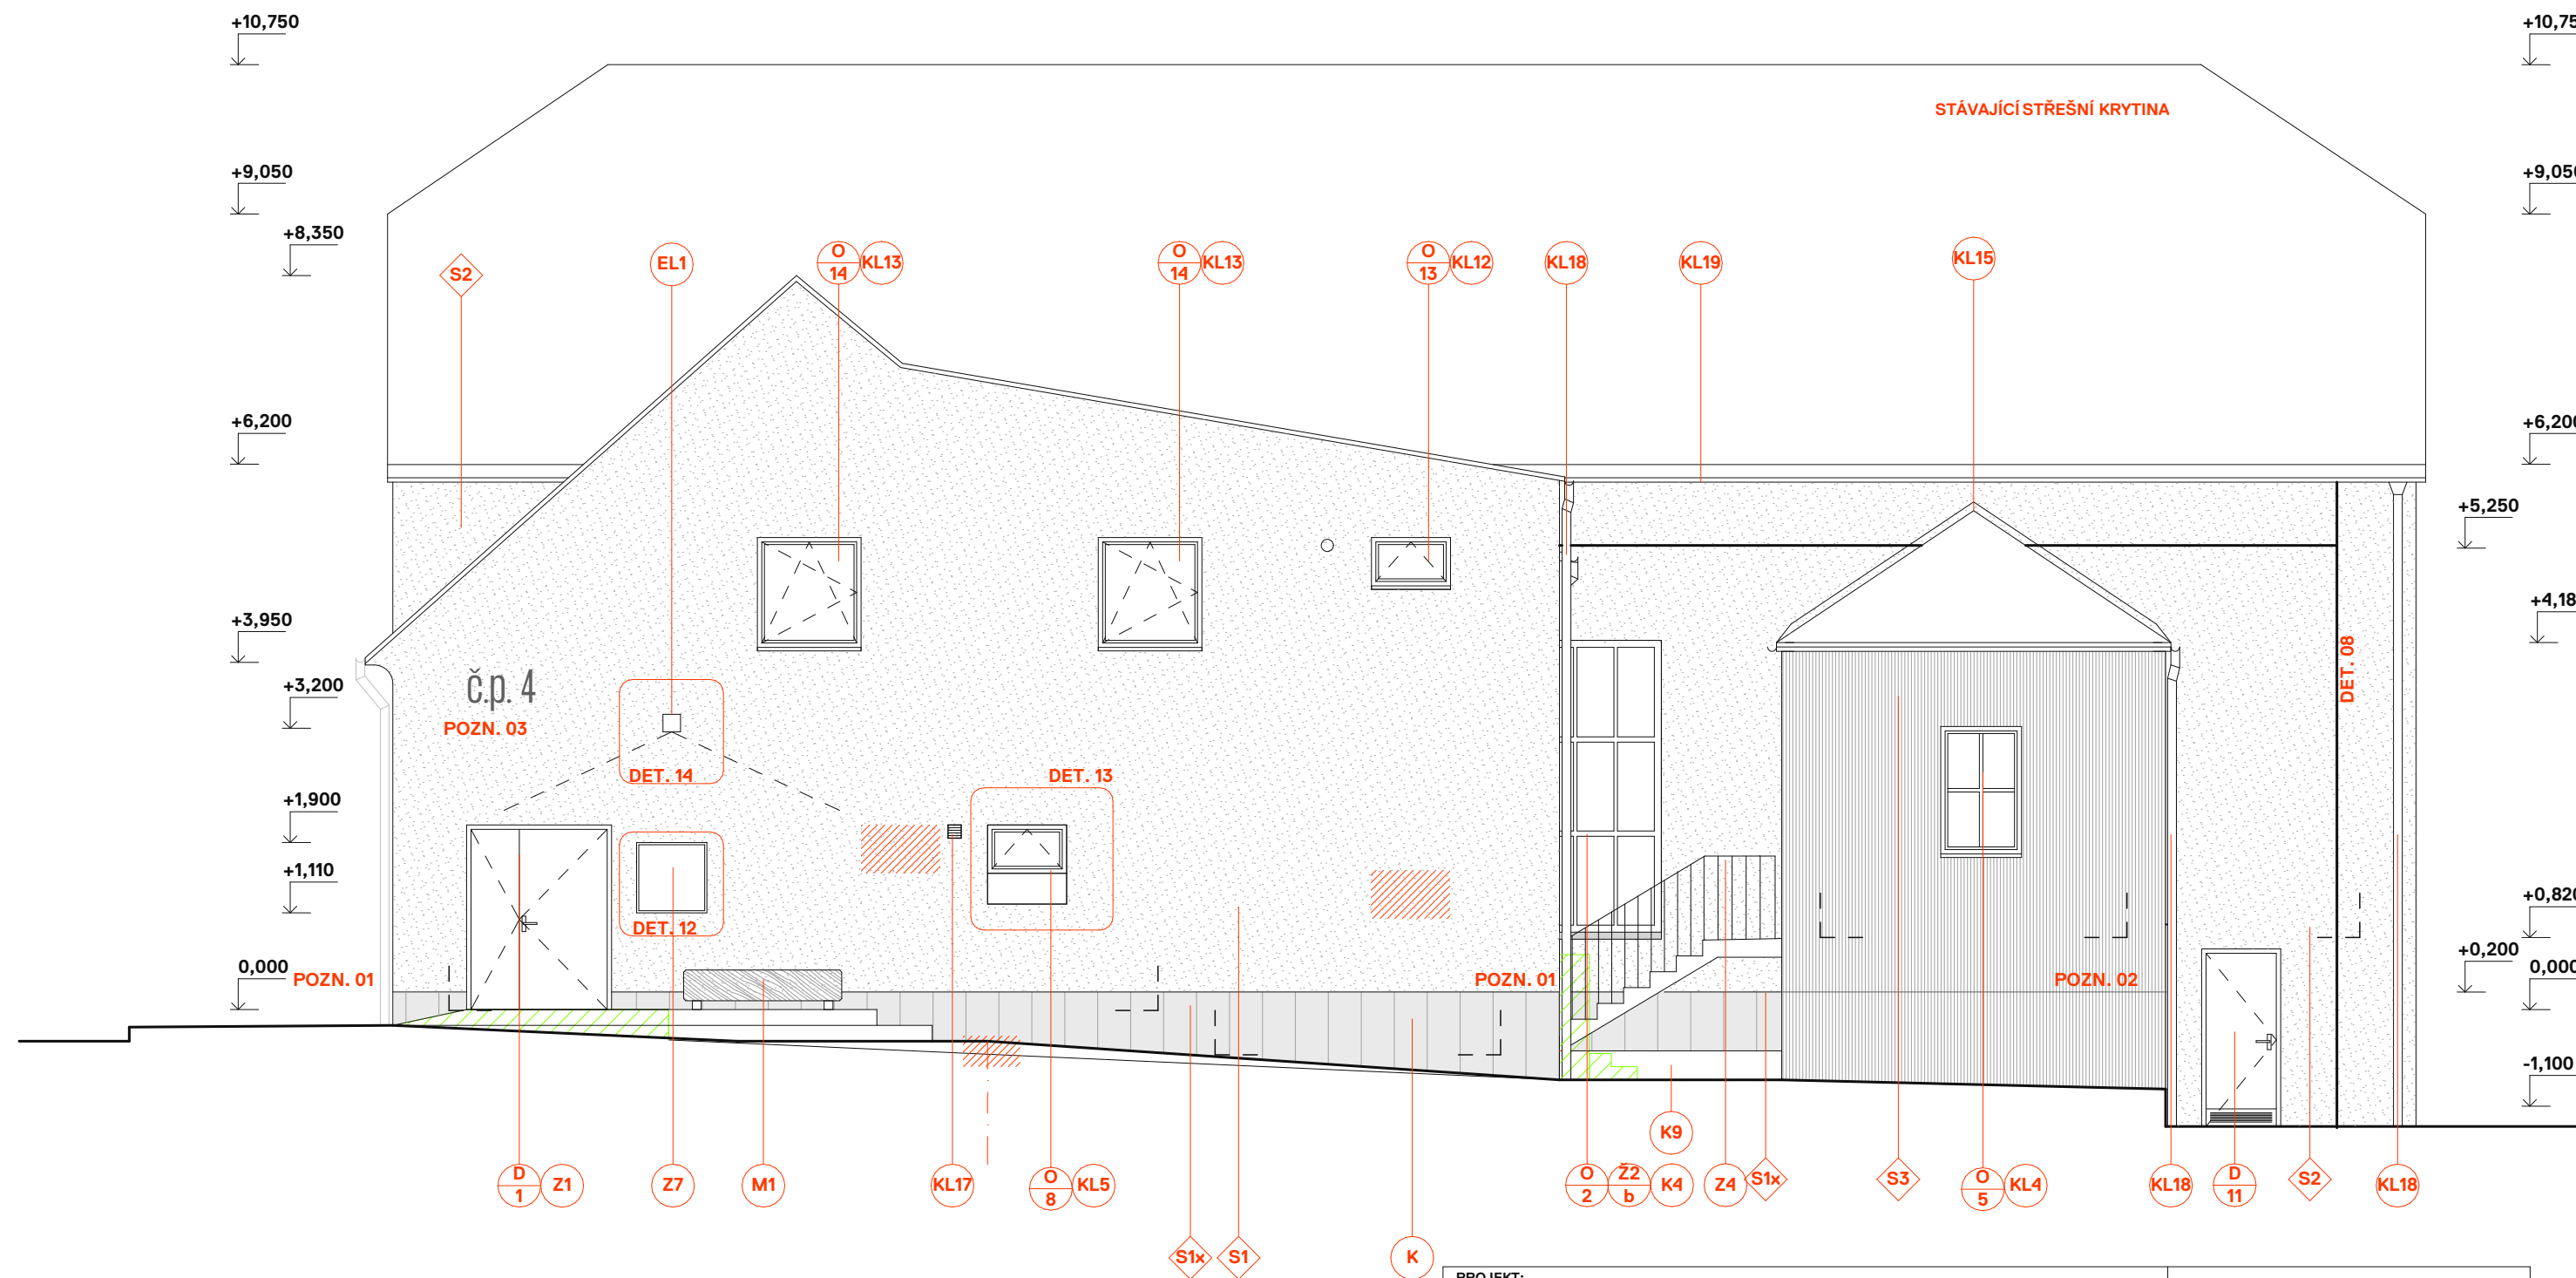 +10,750
+10,75
STÁVAJÍCÍ STŘEŠNÍ KRYTINA
+9,050
+9,050
+8,350
S2
EL1
O
14
KL13
O
14
KL13
O
13
KL12
KL18
KL19
KL15
+6,200
+6,200
+5,250
+3,950
+4,18
DET. 08
+3,200
č.p. 4
POZN. 03
DET. 14
DET. 13
+1,900
+1,110
+0,820
DET. 12
0,000
POZN. 01
POZN. 01
POZN. 02
+0,200
0,000
-1,100
K9
D
1
Z1
Z7
M1
KL17
O
8
KL5
O
2
Ž2
b
K4
Z4
S1x
S3
O
5
KL4
KL18
D
11
S2
KL18
S1x
S1
K
PROJEKT: